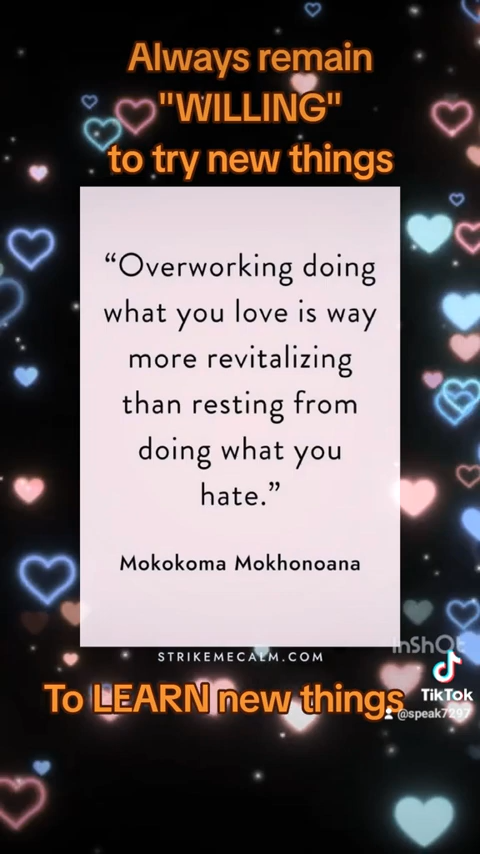 Always remain
"WILLING"
to try new things
“Overworking doing
what you love is way
more revitalizing
than resting from
doing what you
hate.”
Mokokoma Mokhonoana
STRIKEMECALM.COM
InShOt
To LEARN new things
TikTok
@speak7297